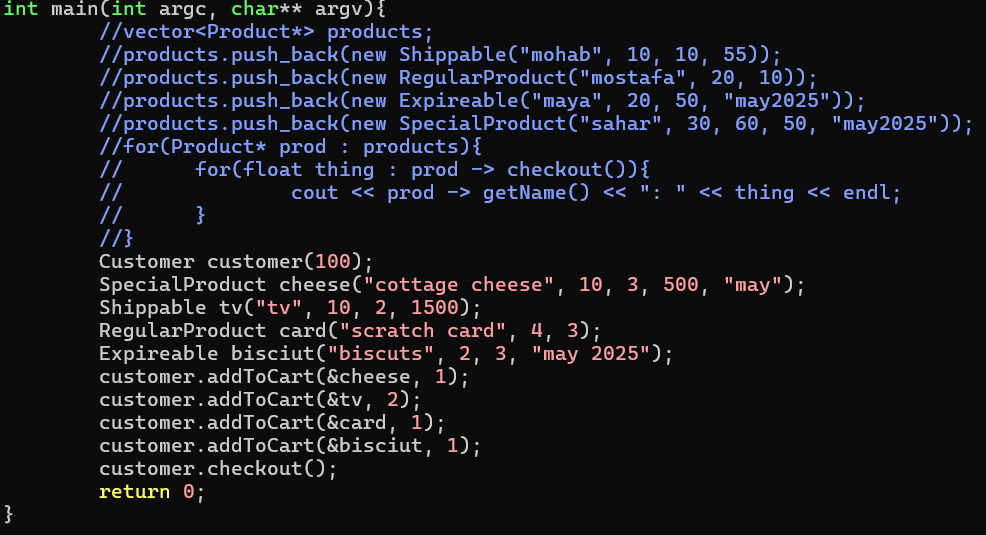 int main(int argc, char** argv){
        //vector<Product*> products;
        //products.push_back(new Shippable("mohab", 10, 10, 55));
        //products.push_back(new RegularProduct("mostafa", 20, 10));
        //products.push_back(new Expireable("maya", 20, 50, "may2025"));
        //products.push_back(new SpecialProduct("sahar", 30, 60, 50, "may2025"));
        //for(Product* prod : products){
        //      for(float thing : prod -> checkout()){
        //              cout << prod -> getName() << ": " << thing << endl;
        //      }
        //}
        Customer customer(100);
        SpecialProduct cheese("cottage cheese", 10, 3, 500, "may");
        Shippable tv("tv", 10, 2, 1500);
        RegularProduct card("scratch card", 4, 3);
        Expireable bisciut("biscuts", 2, 3, "may 2025");
        customer.addToCart(&cheese, 1);
        customer.addToCart(&tv, 2);
        customer.addToCart(&card, 1);
        customer.addToCart(&bisciut, 1);
        customer.checkout();
        return 0;
}